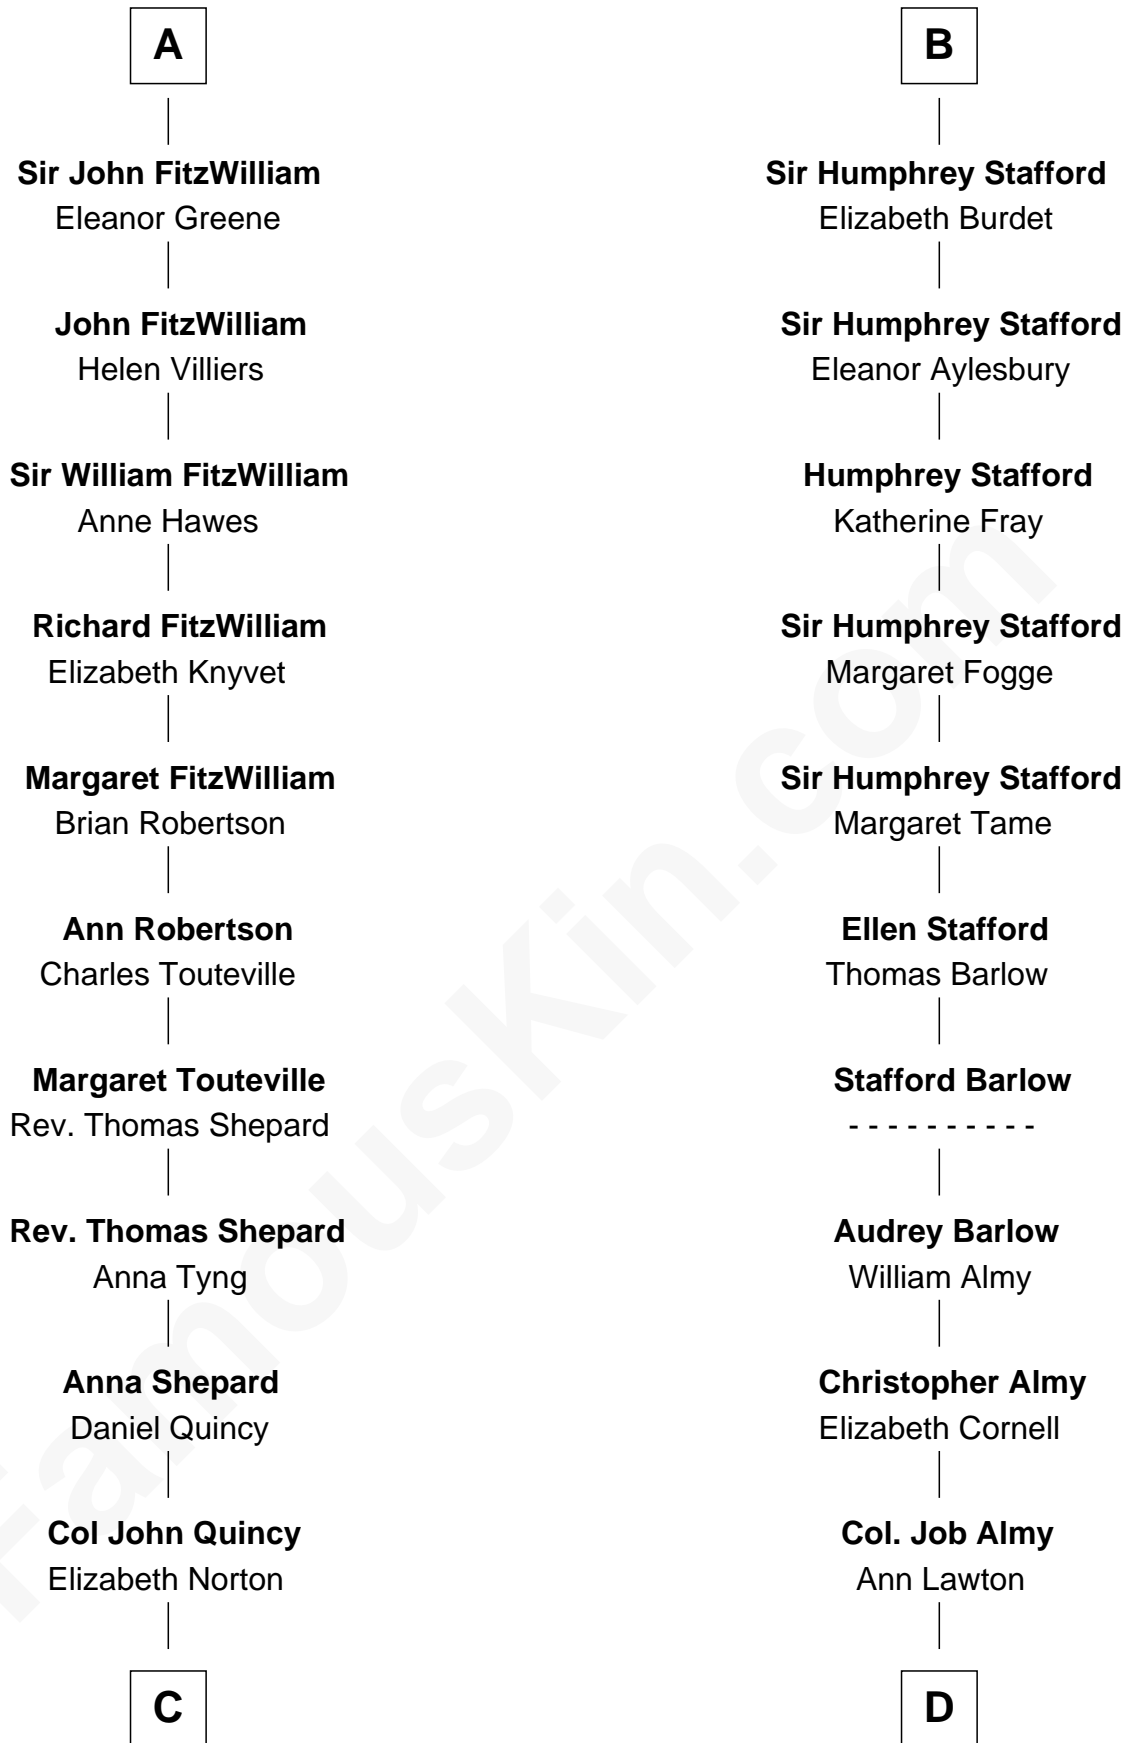 A
Sir John FitzWilliam
Eleanor Greene
John FitzWilliam
Helen Villiers
Sir William FitzWilliam
Anne Hawes
Richard FitzWilliam
Elizabeth Knyvet
Margaret FitzWilliam
Brian Robertson
Ann Robertson
Charles Touteville
Margaret Touteville
Rev. Thomas Shepard
Rev. Thomas Shepard
Anna Tyng
Anna Shepard
Daniel Quincy
Col John Quincy
Elizabeth Norton
C
B
Sir Humphrey Stafford
Elizabeth Burdet
Sir Humphrey Stafford
Eleanor Aylesbury
Humphrey Stafford
Katherine Fray
Sir Humphrey Stafford
Margaret Fogge
Sir Humphrey Stafford
Margaret Tame
Ellen Stafford
Thomas Barlow
Stafford Barlow
- - - - - - - - - -
Audrey Barlow
William Almy
Christopher Almy
Elizabeth Cornell
Col. Job Almy
Ann Lawton
D
FamousKin.com